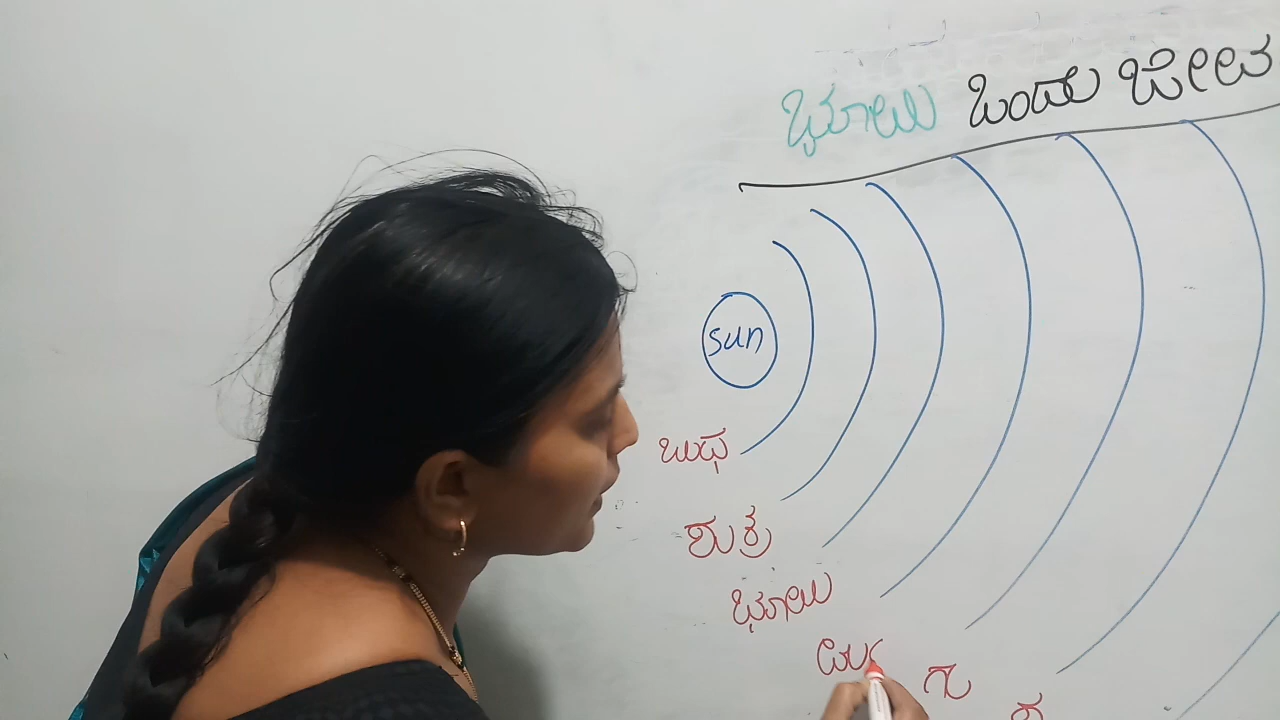 ಭೂಮಿ ಒಂದು ಜೀವ
sun
ಬುಧ
ಶುಕ್ರ
ಭೂಮಿ
ಗು